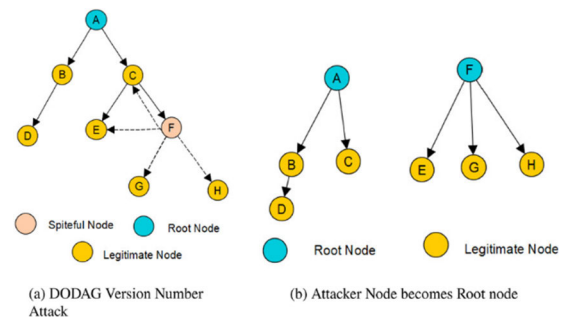 A
B
C
D
E
F
G
H
Spiteful Node
Root Node
Legitimate Node
(a) DODAG Version Number
Attack
A
F
B
C
E
G
H
D
Root Node
Legitimate Node
(b) Attacker Node becomes Root node